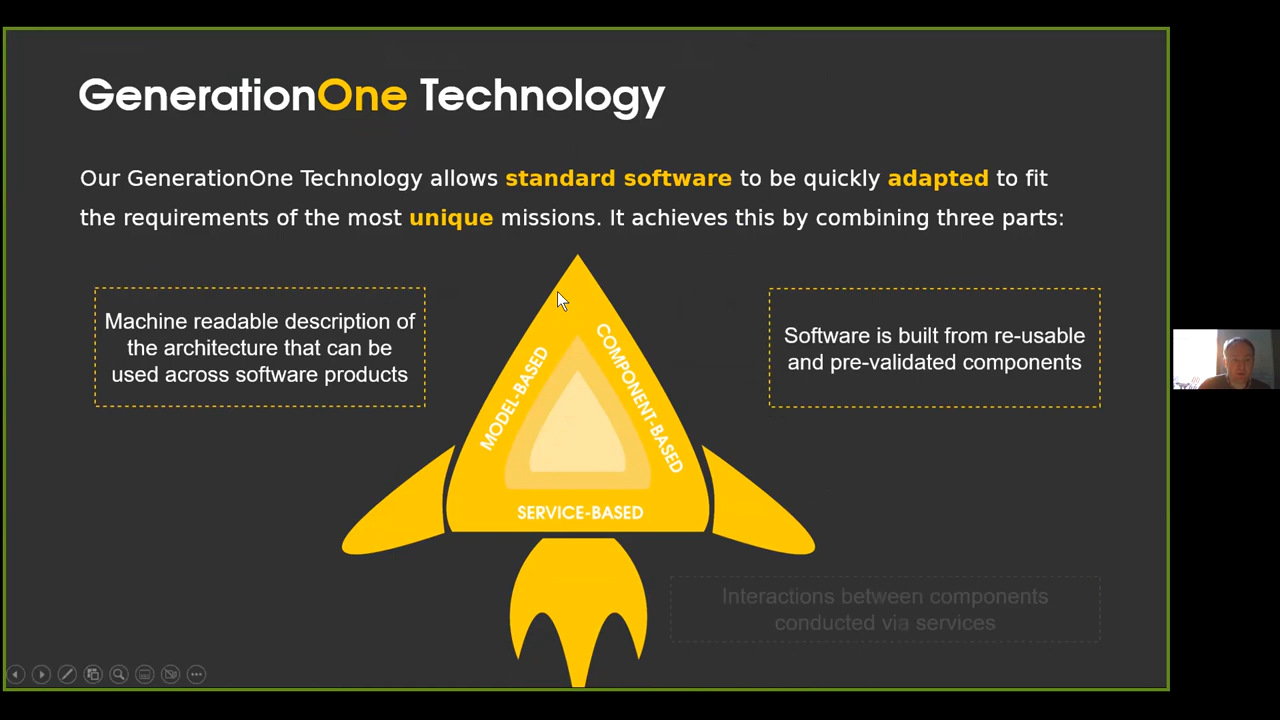 GenerationOne Technology
Our GenerationOne Technology allows standard software to be quickly adapted to fit
the requirements of the most unique missions. It achieves this by combining three parts:
Machine readable description of
the architecture that can be
used across software products
MODEL-BASED
COMPONENT-BASED
SERVICE-BASED
Software is built from re-usable
and pre-validated components
Interactions between components
conducted via services